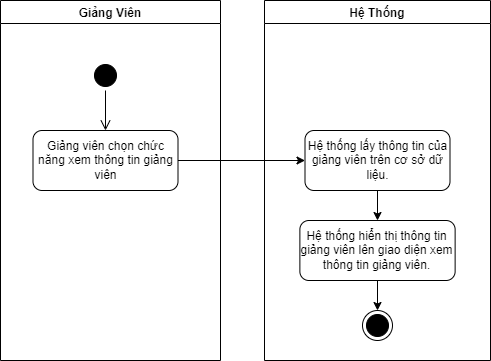 Giảng Viên
Hệ Thống
Giảng viên chọn chức
năng xem thông tin giảng
viên
Hệ thống lấy thông tin của
giảng viên trên cơ sở dữ
liệu.
Hệ thống hiển thị thông tin
giảng viên lên giao diện xem
thông tin giảng viên.